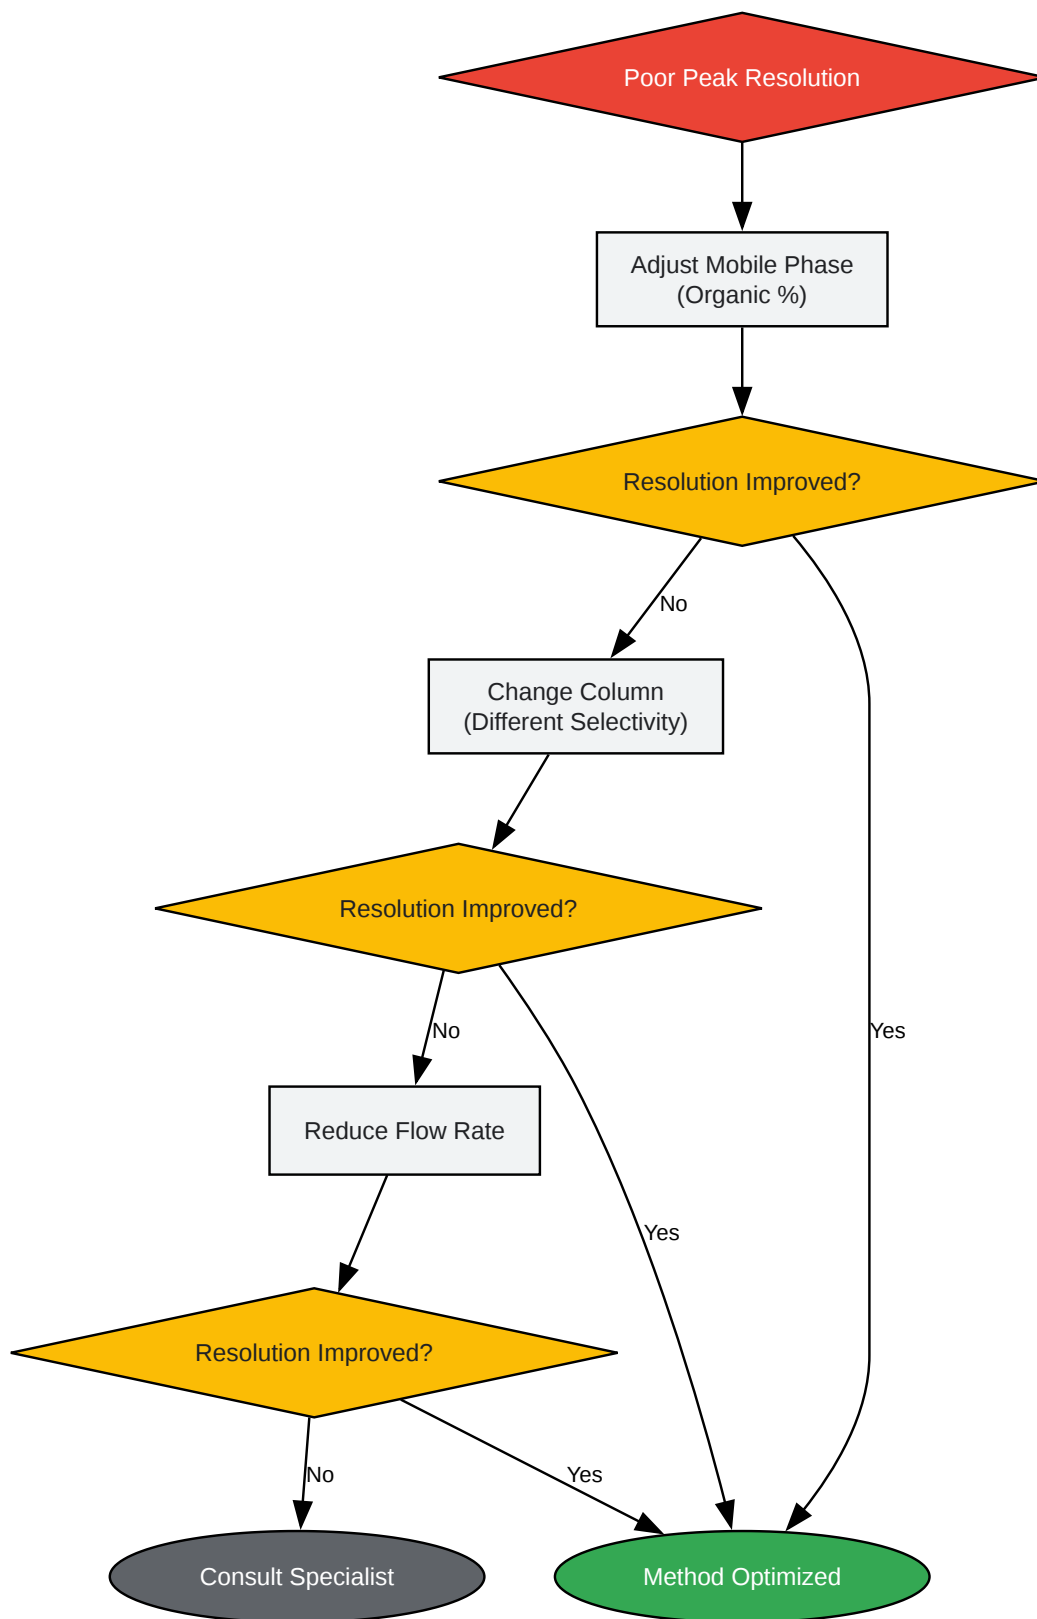 Poor Peak Resolution
Adjust Mobile Phase
(Organic %)
Resolution Improved?
No
Change Column
(Different Selectivity)
Resolution Improved?
No
Yes
Reduce Flow Rate
Yes
Resolution Improved?
No
Yes
Consult Specialist
Method Optimized